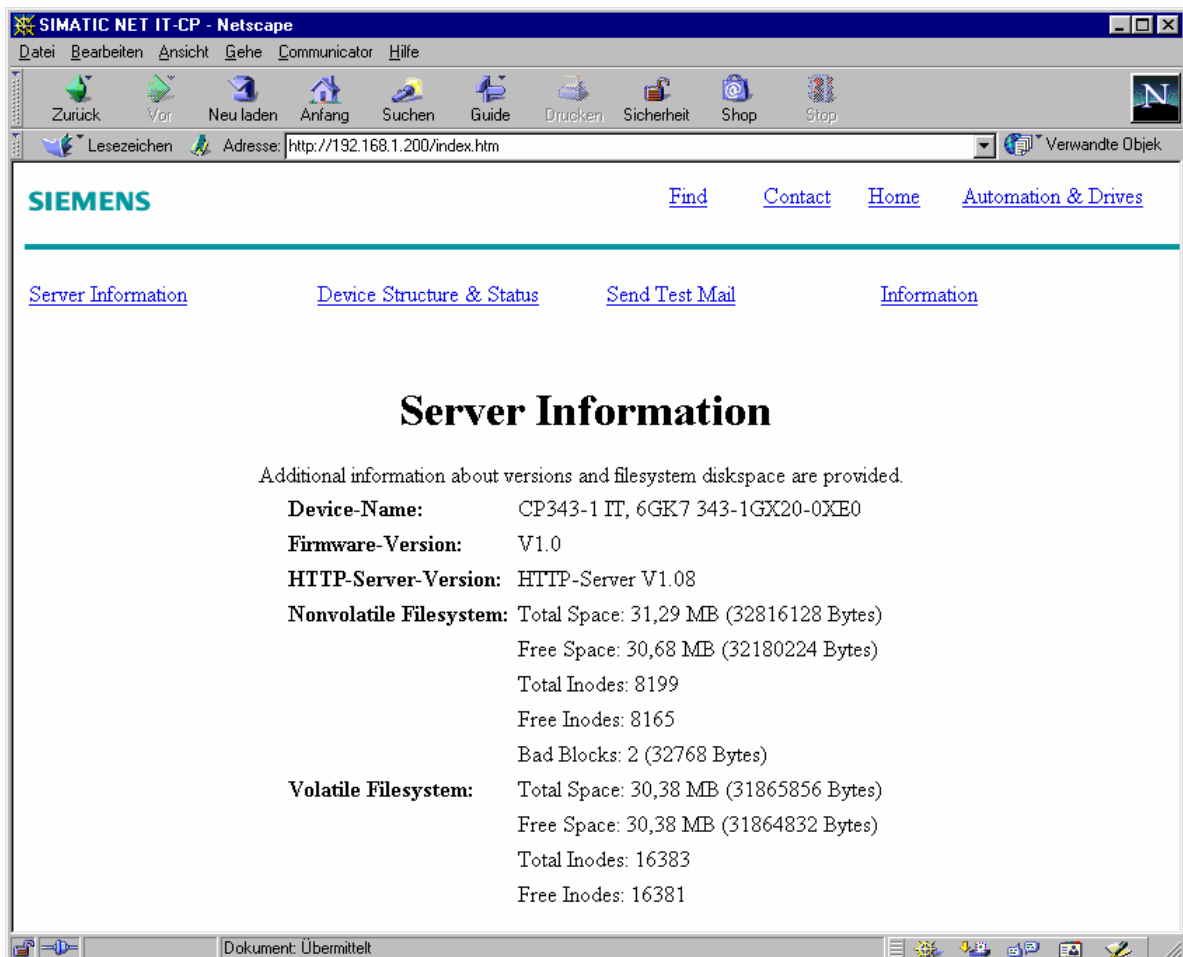 SIMATIC NET IT-CP - Netscape
Datei Bearbeiten Ansicht Gehe Communicator Hilfe
Zurück Vor Neu laden Anfang Suchen Guide Drucken Sicherheit Shop Stop
N
Lesezeichen Adresse: http://192.168.1.200/index.htm Verwandte Objek
SIEMENS Find Contact Home Automation & Drives
Server Information Device Structure & Status Send Test Mail Information
Server Information
Additional information about versions and filesystem diskspace are provided.
Device-Name: CP343-1 IT, 6GK7 343-1GX20-0XE0
Firmware-Version: V1.0
HTTP-Server-Version: HTTP-Server V1.08
Nonvolatile Filesystem: Total Space: 31,29 MB (32816128 Bytes)
Free Space: 30,68 MB (32180224 Bytes)
Total Inodes: 8199
Free Inodes: 8165
Bad Blocks: 2 (32768 Bytes)
Volatile Filesystem: Total Space: 30,38 MB (31865856 Bytes)
Free Space: 30,38 MB (31864832 Bytes)
Total Inodes: 16383
Free Inodes: 16381
Dokument: Übermittelt